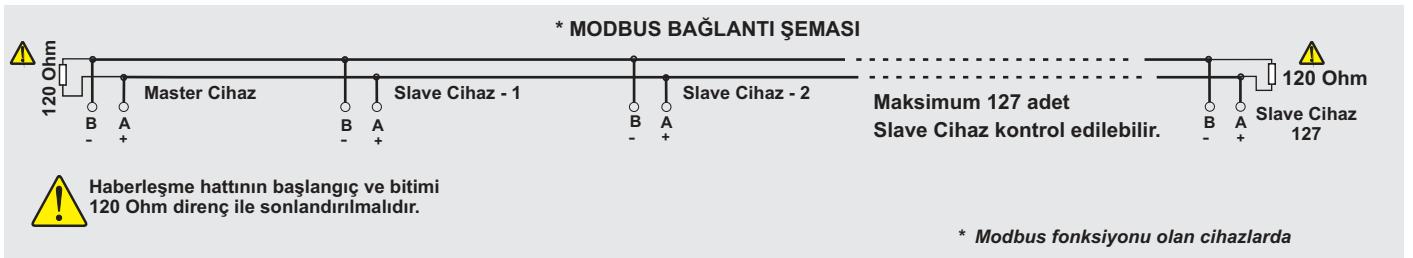 * MODBUS BAĞLANTI ŞEMASI
120 Ohm
B
-
A
+
Master Cihaz
B
-
A
+
Slave Cihaz - 1
B
-
A
+
Slave Cihaz - 2
Maksimum 127 adet
Slave Cihaz kontrol edilebilir.
B
-
A
+
Slave Cihaz
127
120 Ohm
Haberleşme hattının başlangıç ve bitimi
120 Ohm direnç ile sonlandırılmalıdır.
* Modbus fonksiyonu olan cihazlarda